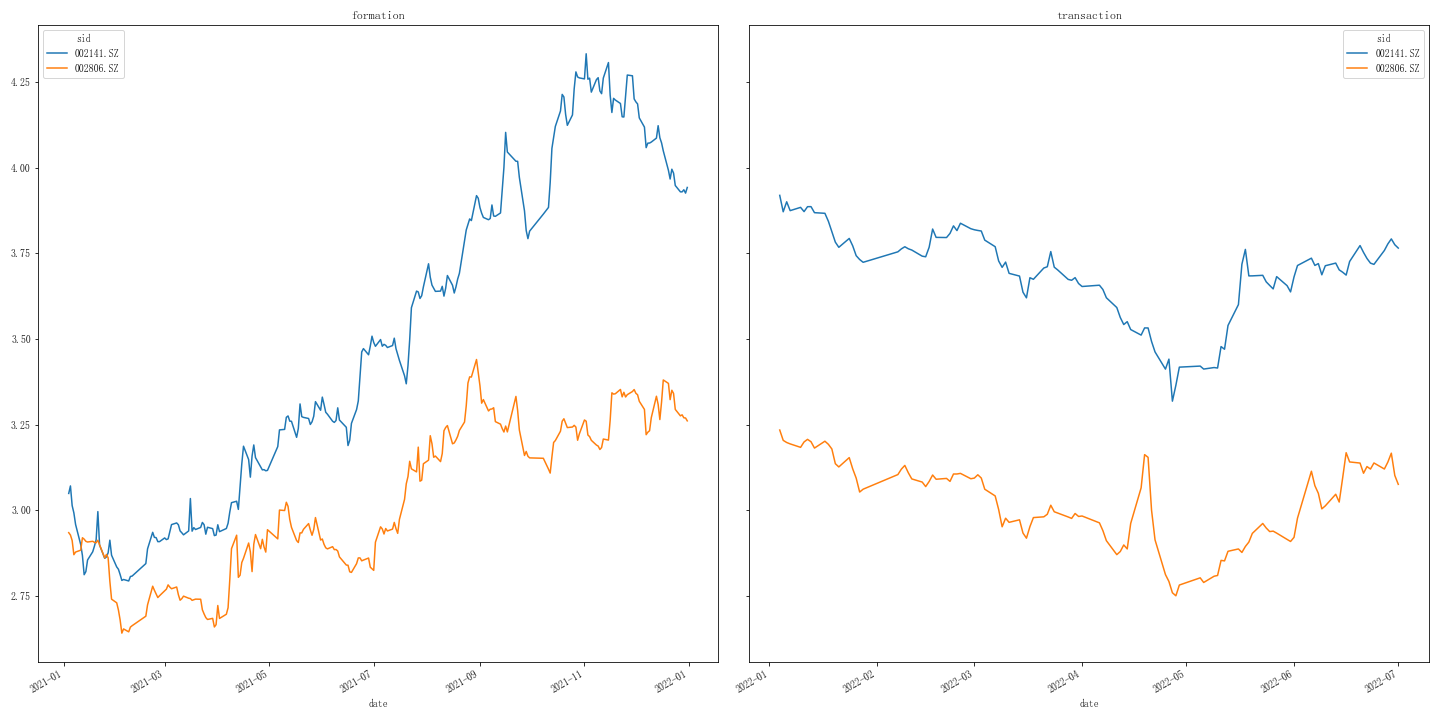 formation
sid
002141.SZ
002806.SZ
4.25
4.00
3.75
3.50
3.25
3.00
2.75
2021-01
2021-03
2021-05
2021-07
2021-09
2021-11
2022-01
date
transaction
sid
002141.SZ
002806.SZ
2022-01
2022-02
2022-03
2022-04
2022-05
2022-06
2022-07
date